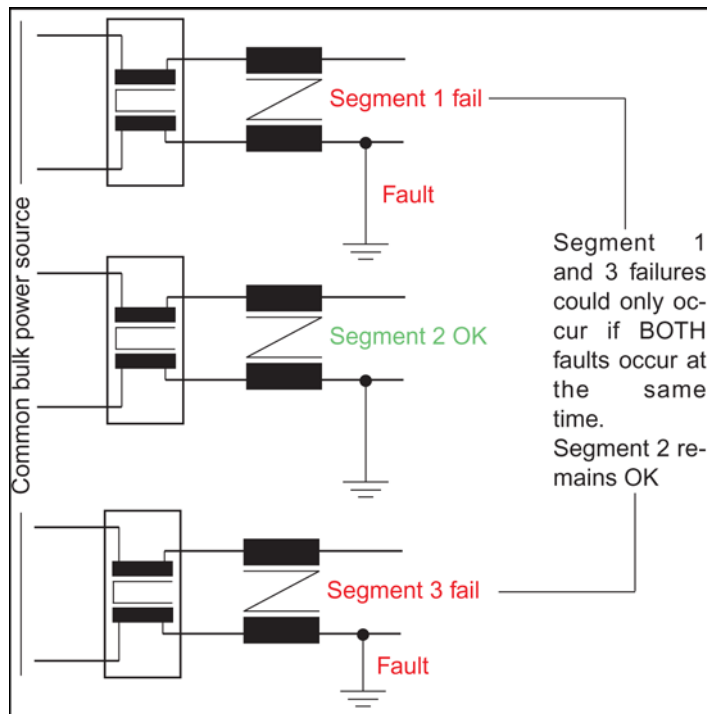 Common bulk power source
Segment 1 fail
Fault
Segment 2 OK
Segment 3 fail
Fault
Segment 1
and 3 failures
could only oc-
cur if BOTH
faults occur at
the same
time.
Segment 2 re-
mains OK